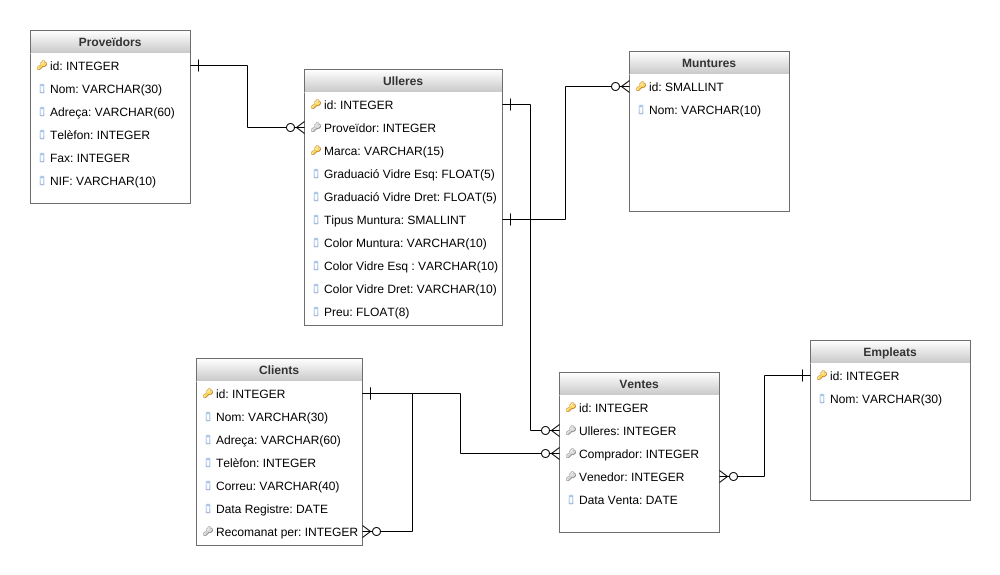 Proveïdors
id: INTEGER
Nom: VARCHAR(30)
Adreça: VARCHAR(60)
Telèfon: INTEGER
Fax: INTEGER
NIF: VARCHAR(10)
Ulleres
id: INTEGER
Proveïdor: INTEGER
Marca: VARCHAR(15)
Graduació Vidre Esq: FLOAT(5)
Graduació Vidre Dret: FLOAT(5)
Tipus Muntura: SMALLINT
Color Muntura: VARCHAR(10)
Color Vidre Esq : VARCHAR(10)
Color Vidre Dret: VARCHAR(10)
Preu: FLOAT(8)
Muntures
id: SMALLINT
Nom: VARCHAR(10)
Clients
id: INTEGER
Nom: VARCHAR(30)
Adreça: VARCHAR(60)
Telèfon: INTEGER
Correu: VARCHAR(40)
Data Registre: DATE
Recomanat per: INTEGER
Ventes
id: INTEGER
Ulleres: INTEGER
Comprador: INTEGER
Venedor: INTEGER
Data Venta: DATE
Empleats
id: INTEGER
Nom: VARCHAR(30)